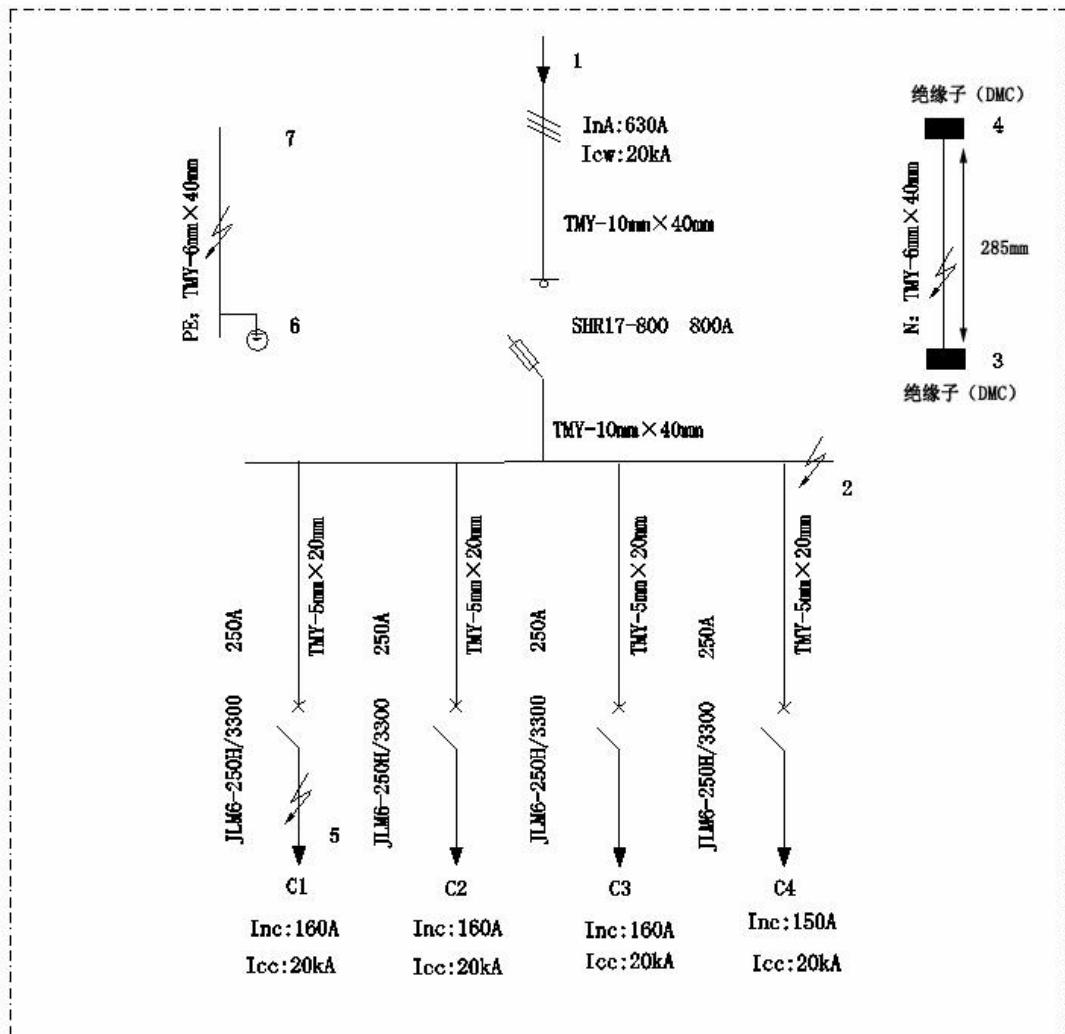 1
绝缘子（DMC）
4
InA:630A
Icw:20kA
7
TMY-10mm×40mm
PE: TMY-6mm×40mm
N: TMY-6mm×40mm
285mm
6
SHR17-800 800A
3
绝缘子（DMC）
TMY-10mm×40mm
2
JLM6-250H/3300 250A
TMY-5mm×20mm
JLM6-250H/3300 250A
TMY-5mm×20mm
JLM6-250H/3300 250A
TMY-5mm×20mm
JLM6-250H/3300 250A
TMY-5mm×20mm
5
C1
C2
C3
C4
Inc:160A
Inc:160A
Inc:160A
Inc:150A
Icc:20kA
Icc:20kA
Icc:20kA
Icc:20kA